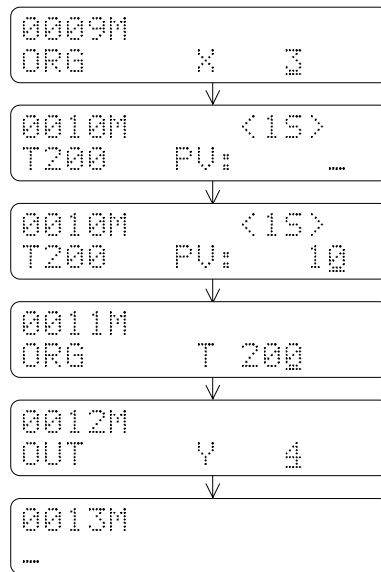 0009M
ORG X 3
0010M <1S>
T200 PV: _
0010M <1S>
T200 PV: 10
0011M
ORG T 200
0012M
OUT Y 4
0013M
_